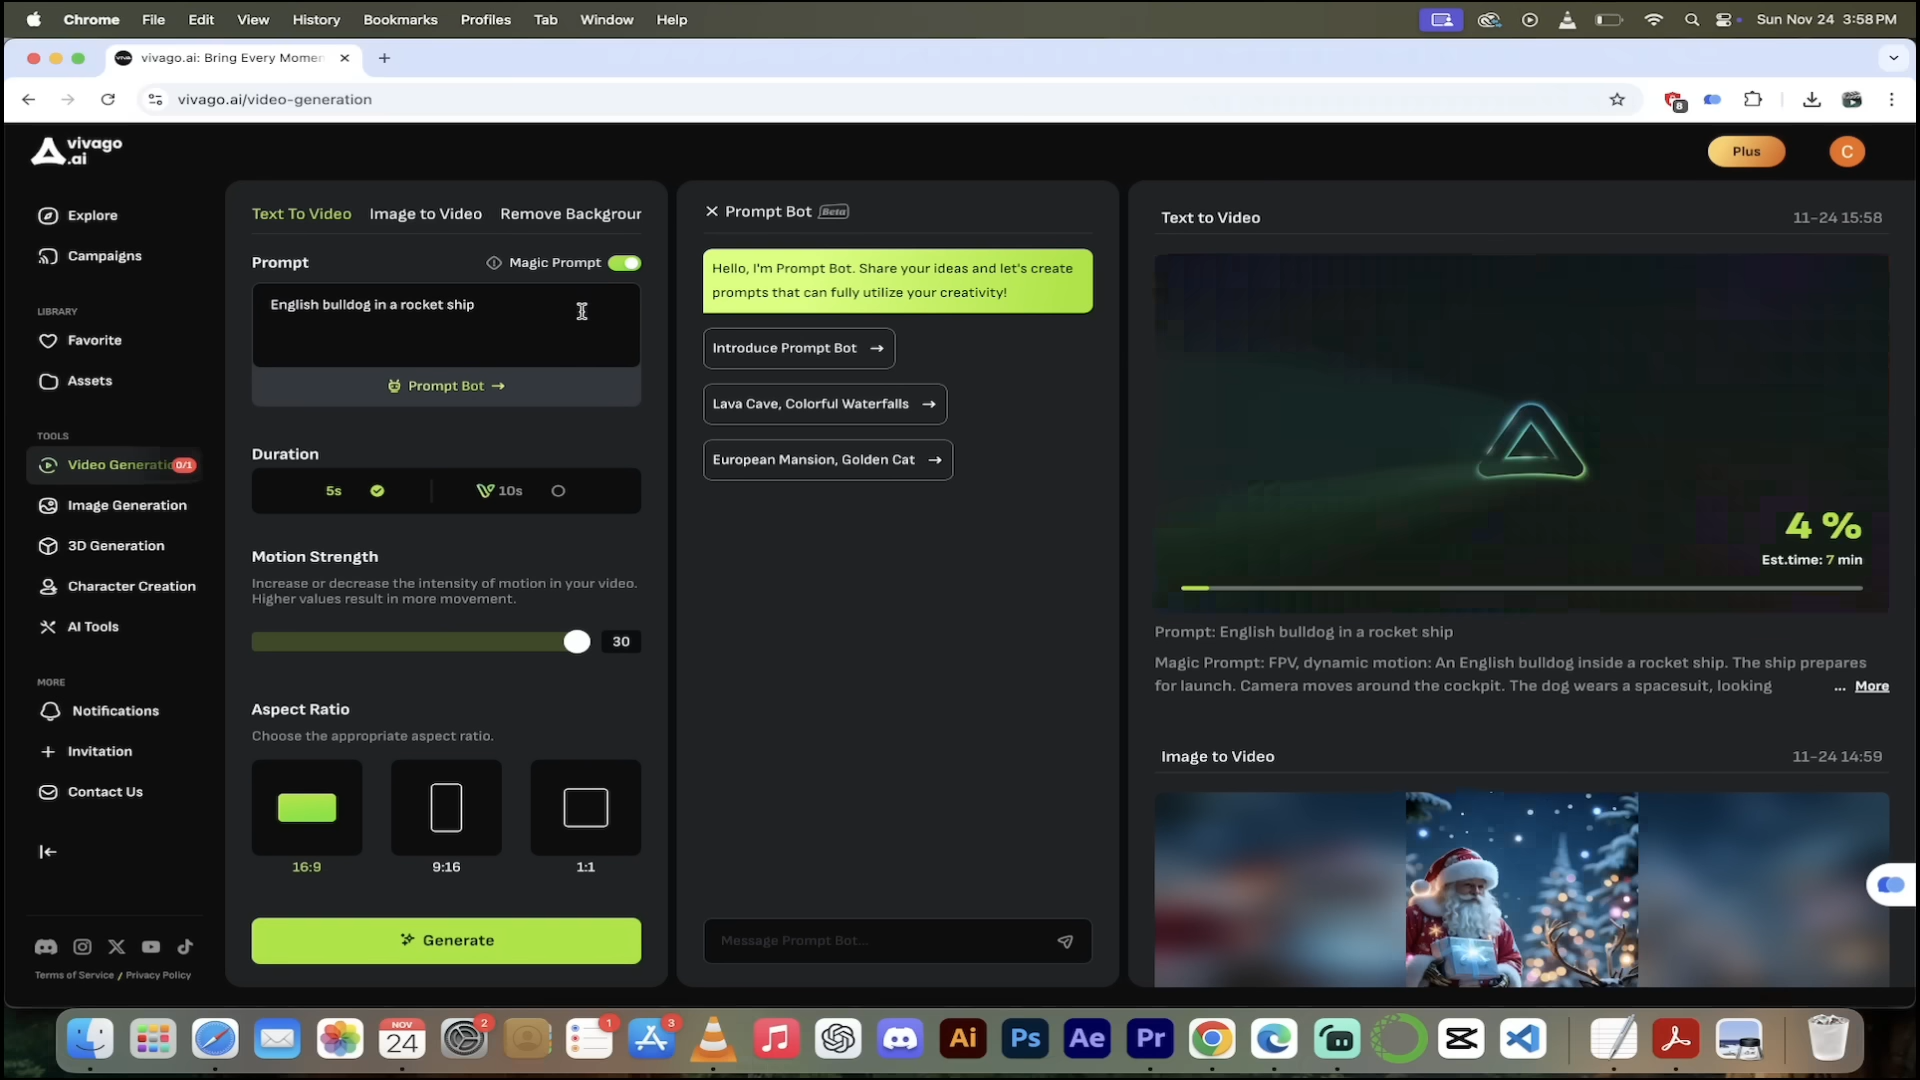 Chrome File Edit View History Bookmarks Profiles Tab Window Help Sun Nov 24 3:58 PM
vivago.ai: Bring Every Momen
vivago.ai/video-generation
8
vivago
.ai
Plus
C
Explore
Campaigns
LIBRARY
Favorite
Assets
TOOLS
Video Generatio 0/1
Image Generation
3D Generation
Character Creation
AI Tools
MORE
Notifications
Invitation
Contact Us
Terms of Service / Privacy Policy
Text To Video Image to Video Remove Backgroun
Prompt Magic Prompt
English bulldog in a rocket ship
Prompt Bot →
Duration
5s 10s
Motion Strength
Increase or decrease the intensity of motion in your video.
Higher values result in more movement.
30
Aspect Ratio
Choose the appropriate aspect ratio.
16:9 9:16 1:1
Generate
Prompt Bot Beta
Hello, I'm Prompt Bot. Share your ideas and let's create
prompts that can fully utilize your creativity!
Introduce Prompt Bot →
Lava Cave, Colorful Waterfalls →
European Mansion, Golden Cat →
Message Prompt Bot...
Text to Video 11-24 15:58
4 %
Est.time: 7 min
Prompt: English bulldog in a rocket ship
Magic Prompt: FPV, dynamic motion: An English bulldog inside a rocket ship. The ship prepares
for launch. Camera moves around the cockpit. The dog wears a spacesuit, looking ... More
Image to Video 11-24 14:59
NOV
24
2
1
3
Ai Ps Ae Pr